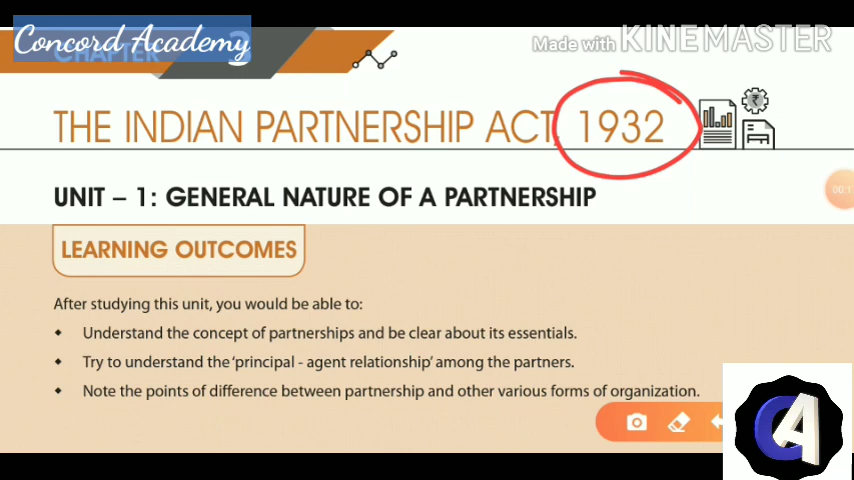 Concord Academy
CHAPTER 3
Made with KINEMASTER
THE INDIAN PARTNERSHIP ACT, 1932
UNIT – 1: GENERAL NATURE OF A PARTNERSHIP
LEARNING OUTCOMES
After studying this unit, you would be able to:
Understand the concept of partnerships and be clear about its essentials.
Try to understand the ‘principal - agent relationship’ among the partners.
Note the points of difference between partnership and other various forms of organization.
CA